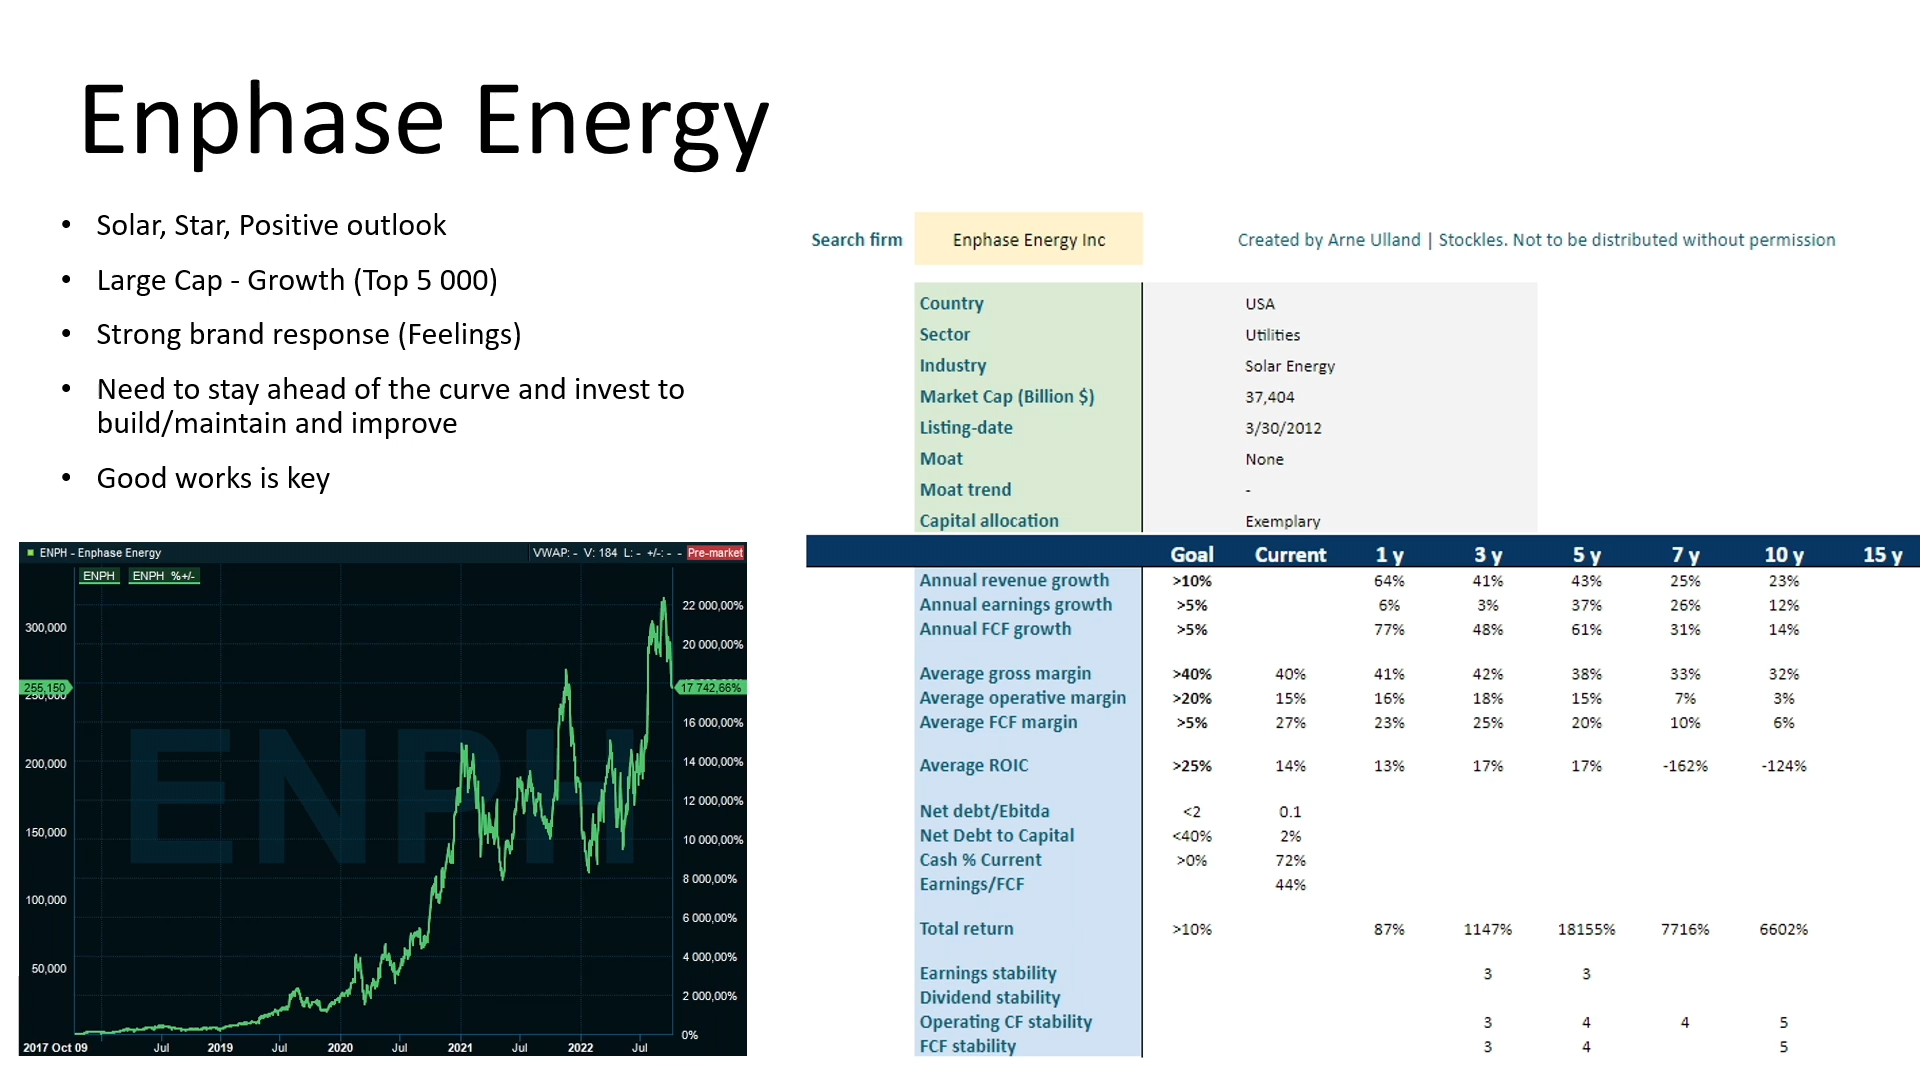 Enphase Energy
• Solar, Star, Positive outlook
• Large Cap - Growth (Top 5 000)
• Strong brand response (Feelings)
• Need to stay ahead of the curve and invest to
build/maintain and improve
• Good works is key
Search firm Enphase Energy Inc Created by Arne Ulland | Stockles. Not to be distributed without permission
Country USA
Sector Utilities
Industry Solar Energy
Market Cap (Billion $) 37,404
Listing-date 3/30/2012
Moat None
Moat trend -
Capital allocation Exemplary
Goal Current 1 y 3 y 5 y 7 y 10 y 15 y
Annual revenue growth >10% 64% 41% 43% 25% 23%
Annual earnings growth >5% 6% 3% 37% 26% 12%
Annual FCF growth >5% 77% 48% 61% 31% 14%
Average gross margin >40% 40% 41% 42% 38% 33% 32%
Average operative margin >20% 15% 16% 18% 15% 7% 3%
Average FCF margin >5% 27% 23% 25% 20% 10% 6%
Average ROIC >25% 14% 13% 17% 17% -162% -124%
Net debt/Ebitda <2 0.1
Net Debt to Capital <40% 2%
Cash % Current >0% 72%
Earnings/FCF 44%
Total return >10% 87% 1147% 18155% 7716% 6602%
Earnings stability 3 3
Dividend stability
Operating CF stability 3 4 4 5
FCF stability 3 4 5
ENPH - Enphase Energy VWAP: - V: 184 L: - +/-: - - Pre-market
ENPH ENPH %+/-
22 000,00%
300,000
20 000,00%
255,150 17 742,66%
250,000
16 000,00%
200,000 14 000,00%
12 000,00%
150,000 10 000,00%
8 000,00%
100,000
6 000,00%
4 000,00%
50,000
2 000,00%
0%
ENPH
2017 Oct 09 Jul 2019 Jul 2020 Jul 2021 Jul 2022 Jul